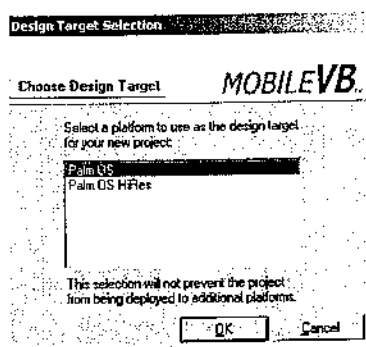 Design Target Selection
Choose Design Target
MOBILEVB
Select a platform to use as the design target
for your new project:
Palm OS
Palm OS HiRes
This selection will not prevent the project
from being deployed to additional platforms.
OK
Cancel